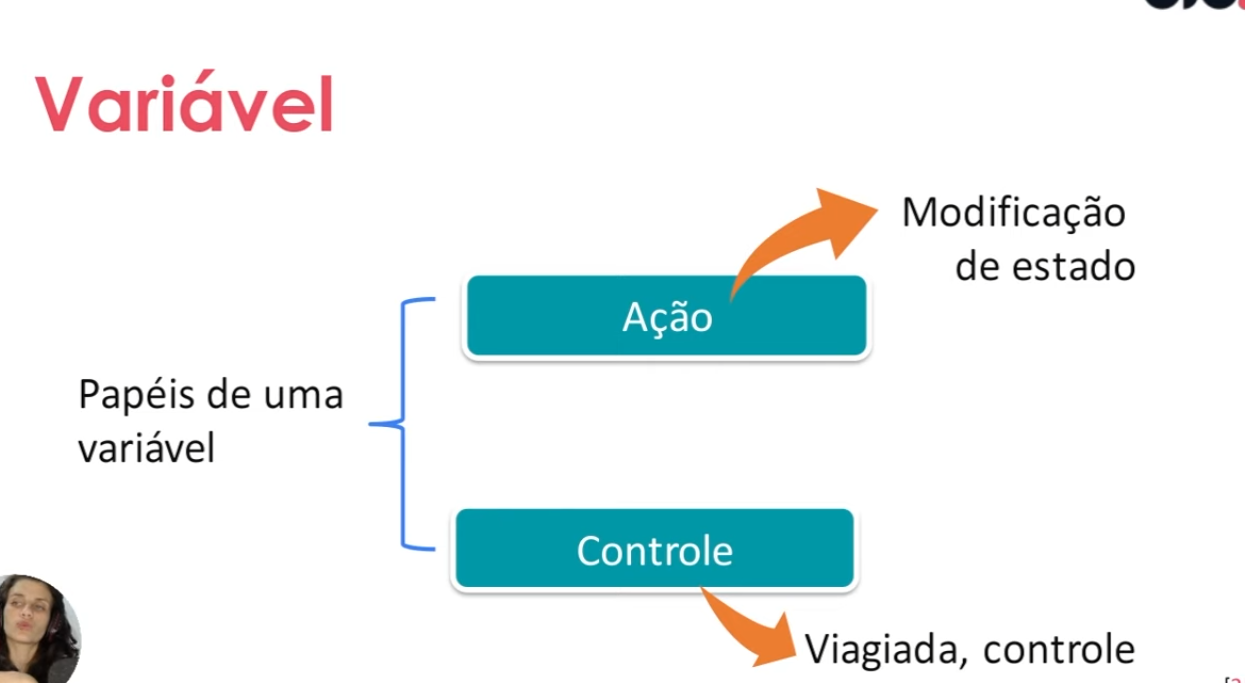 Variável
Modificação
de estado
Ação
Papéis de uma
variável
Controle
Viagiada, controle